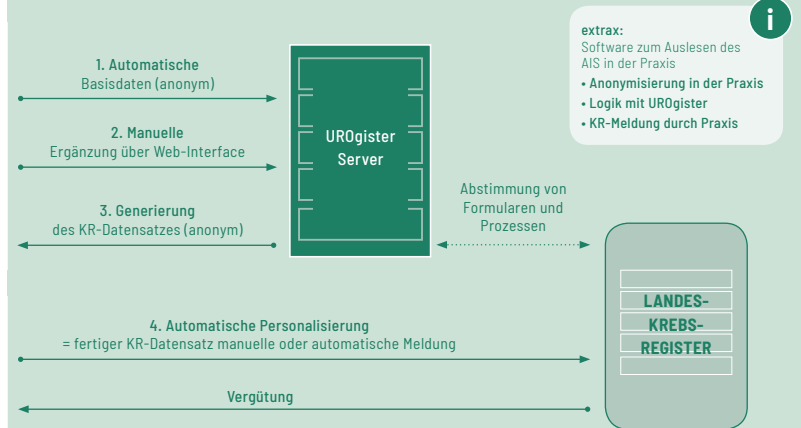 1. Automatische
Basisdaten (anonym)
2. Manuelle
Ergänzung über Web-Interface
3. Generierung
des KR-Datensatzes (anonym)
UROgister
Server
i
extrax:
Software zum Auslesen des
AIS in der Praxis
• Anonymisierung in der Praxis
• Logik mit UROgister
• KR-Meldung durch Praxis
Abstimmung von
Formularen und
Prozessen
LANDES-
KREBS-
REGISTER
4. Automatische Personalisierung
= fertiger KR-Datensatz manuelle oder automatische Meldung
Vergütung